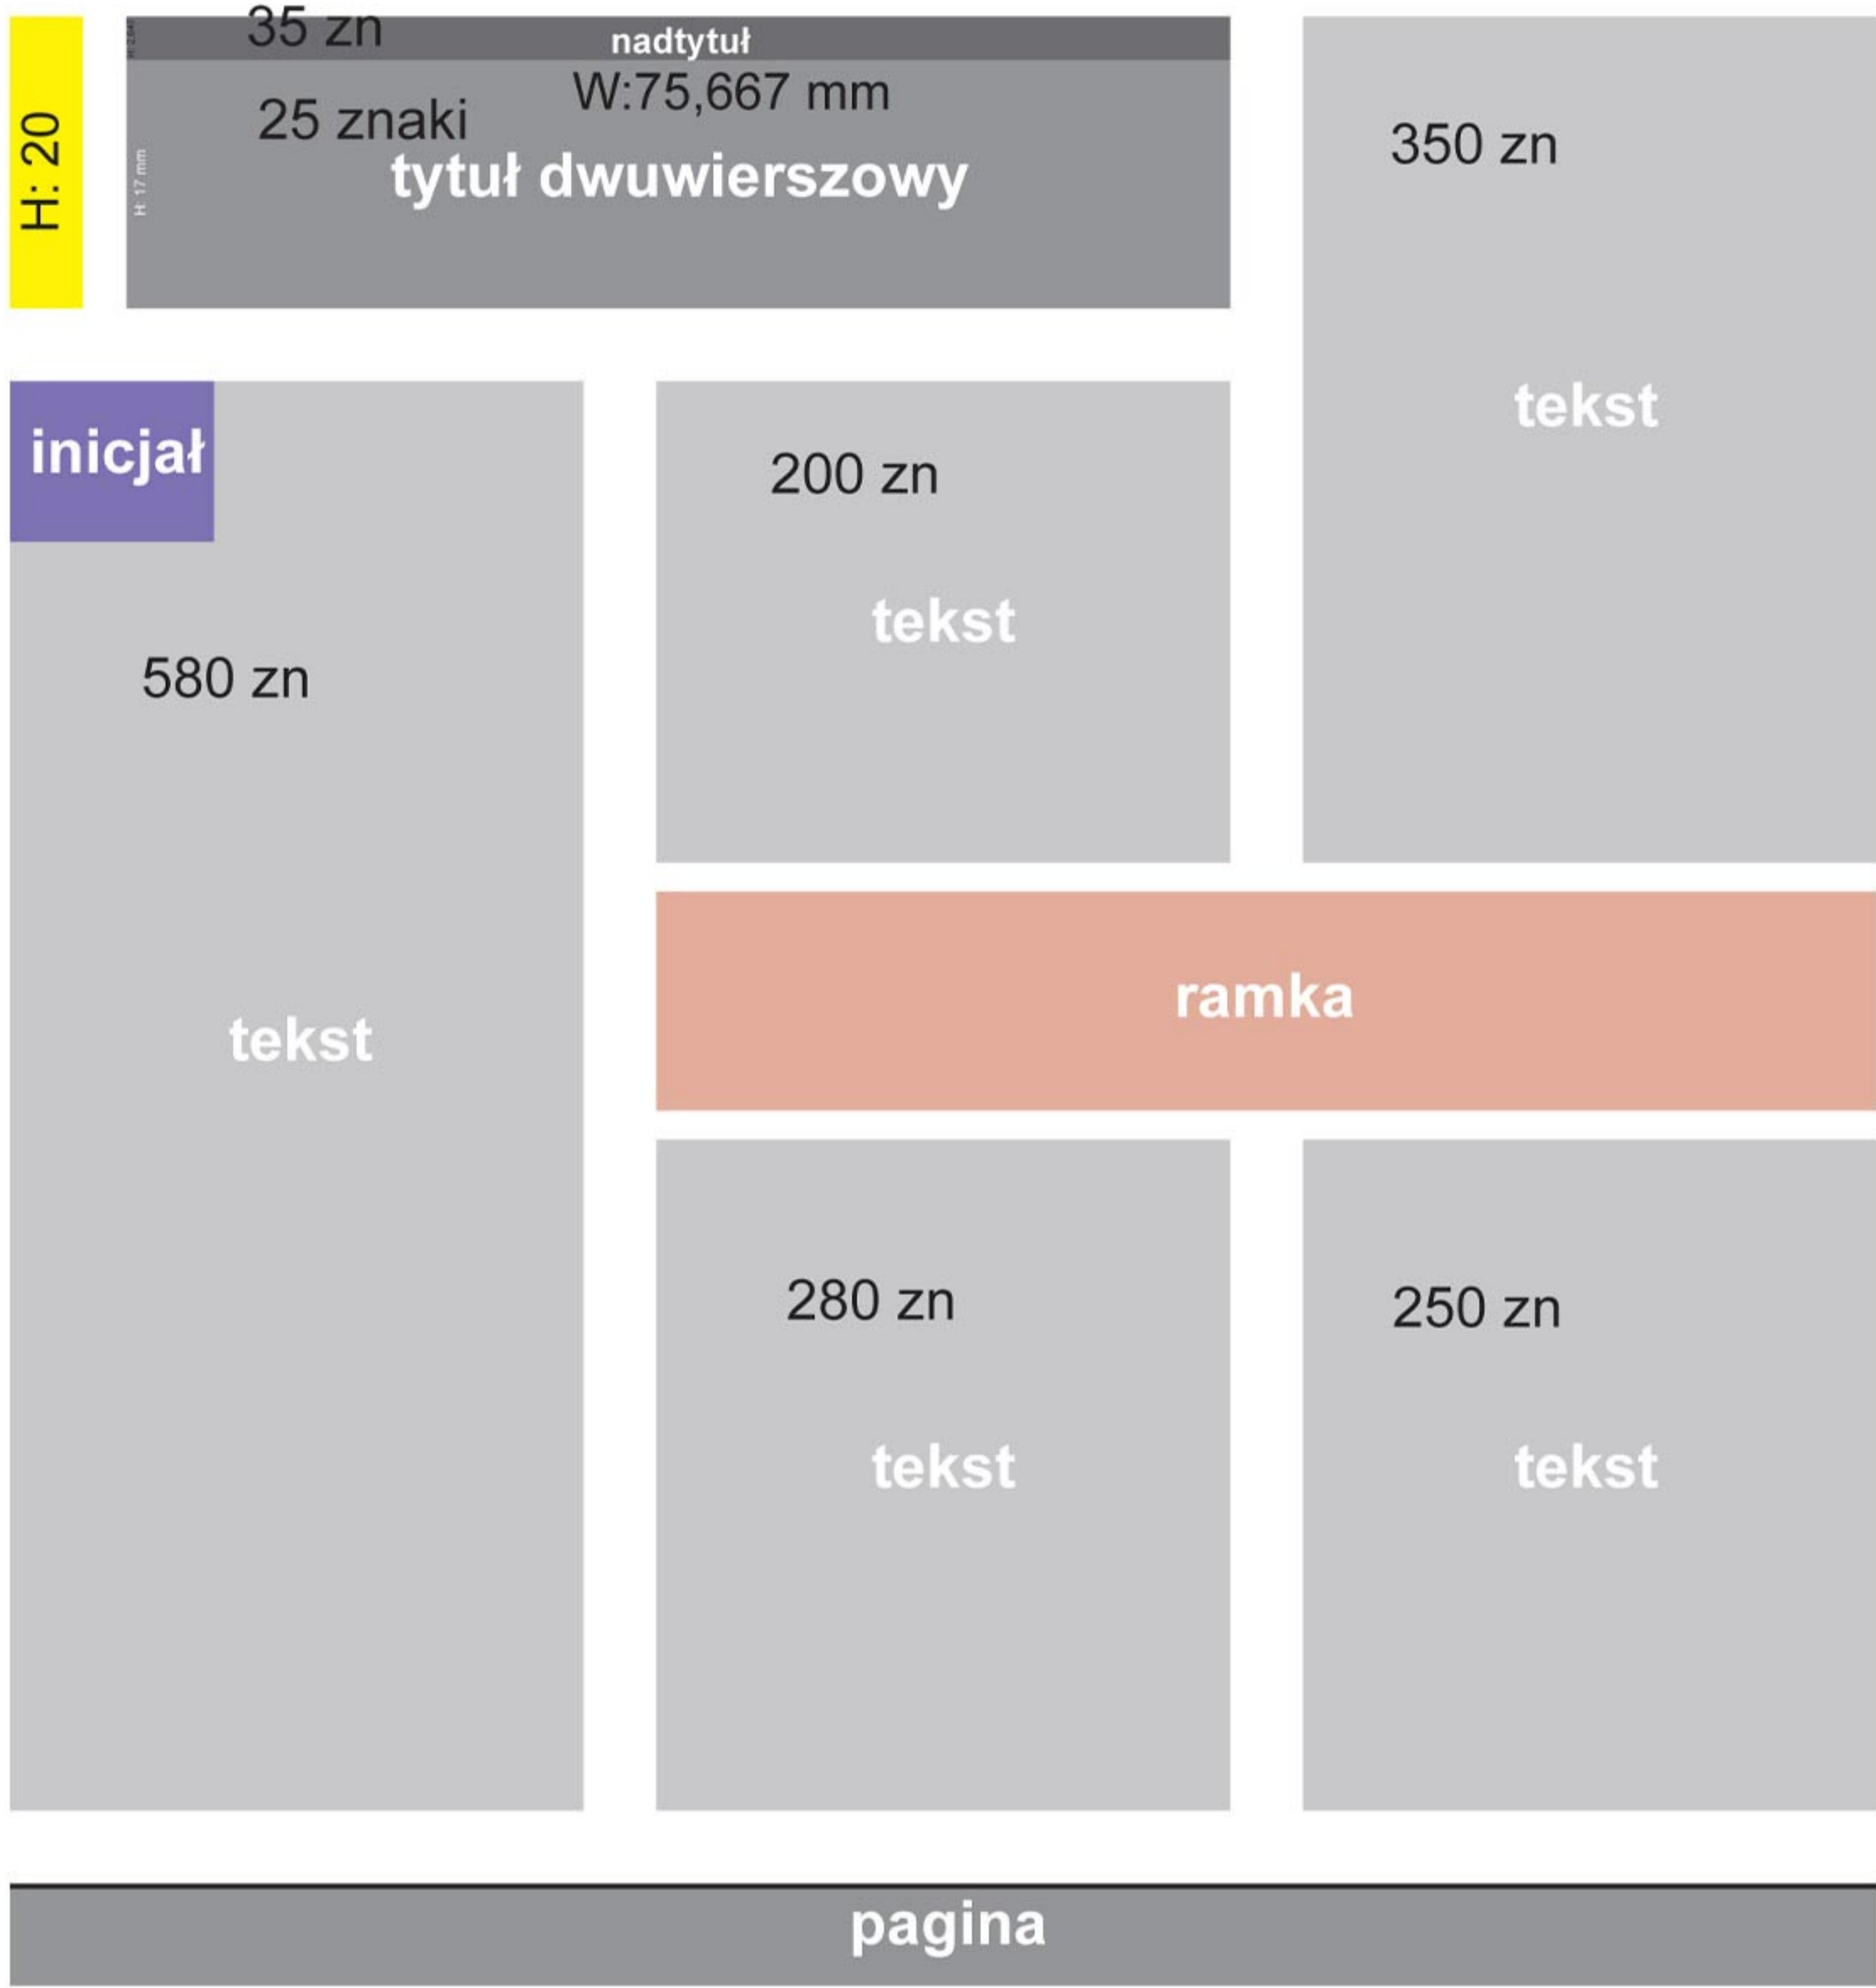 H: 20
35 zn
nadtytuł
W:75,667 mm
25 znaki
tytuł dwuwierszowy
H: 17 mm
350 zn
tekst
inicjał
580 zn
tekst
200 zn
tekst
ramka
280 zn
tekst
250 zn
tekst
pagina